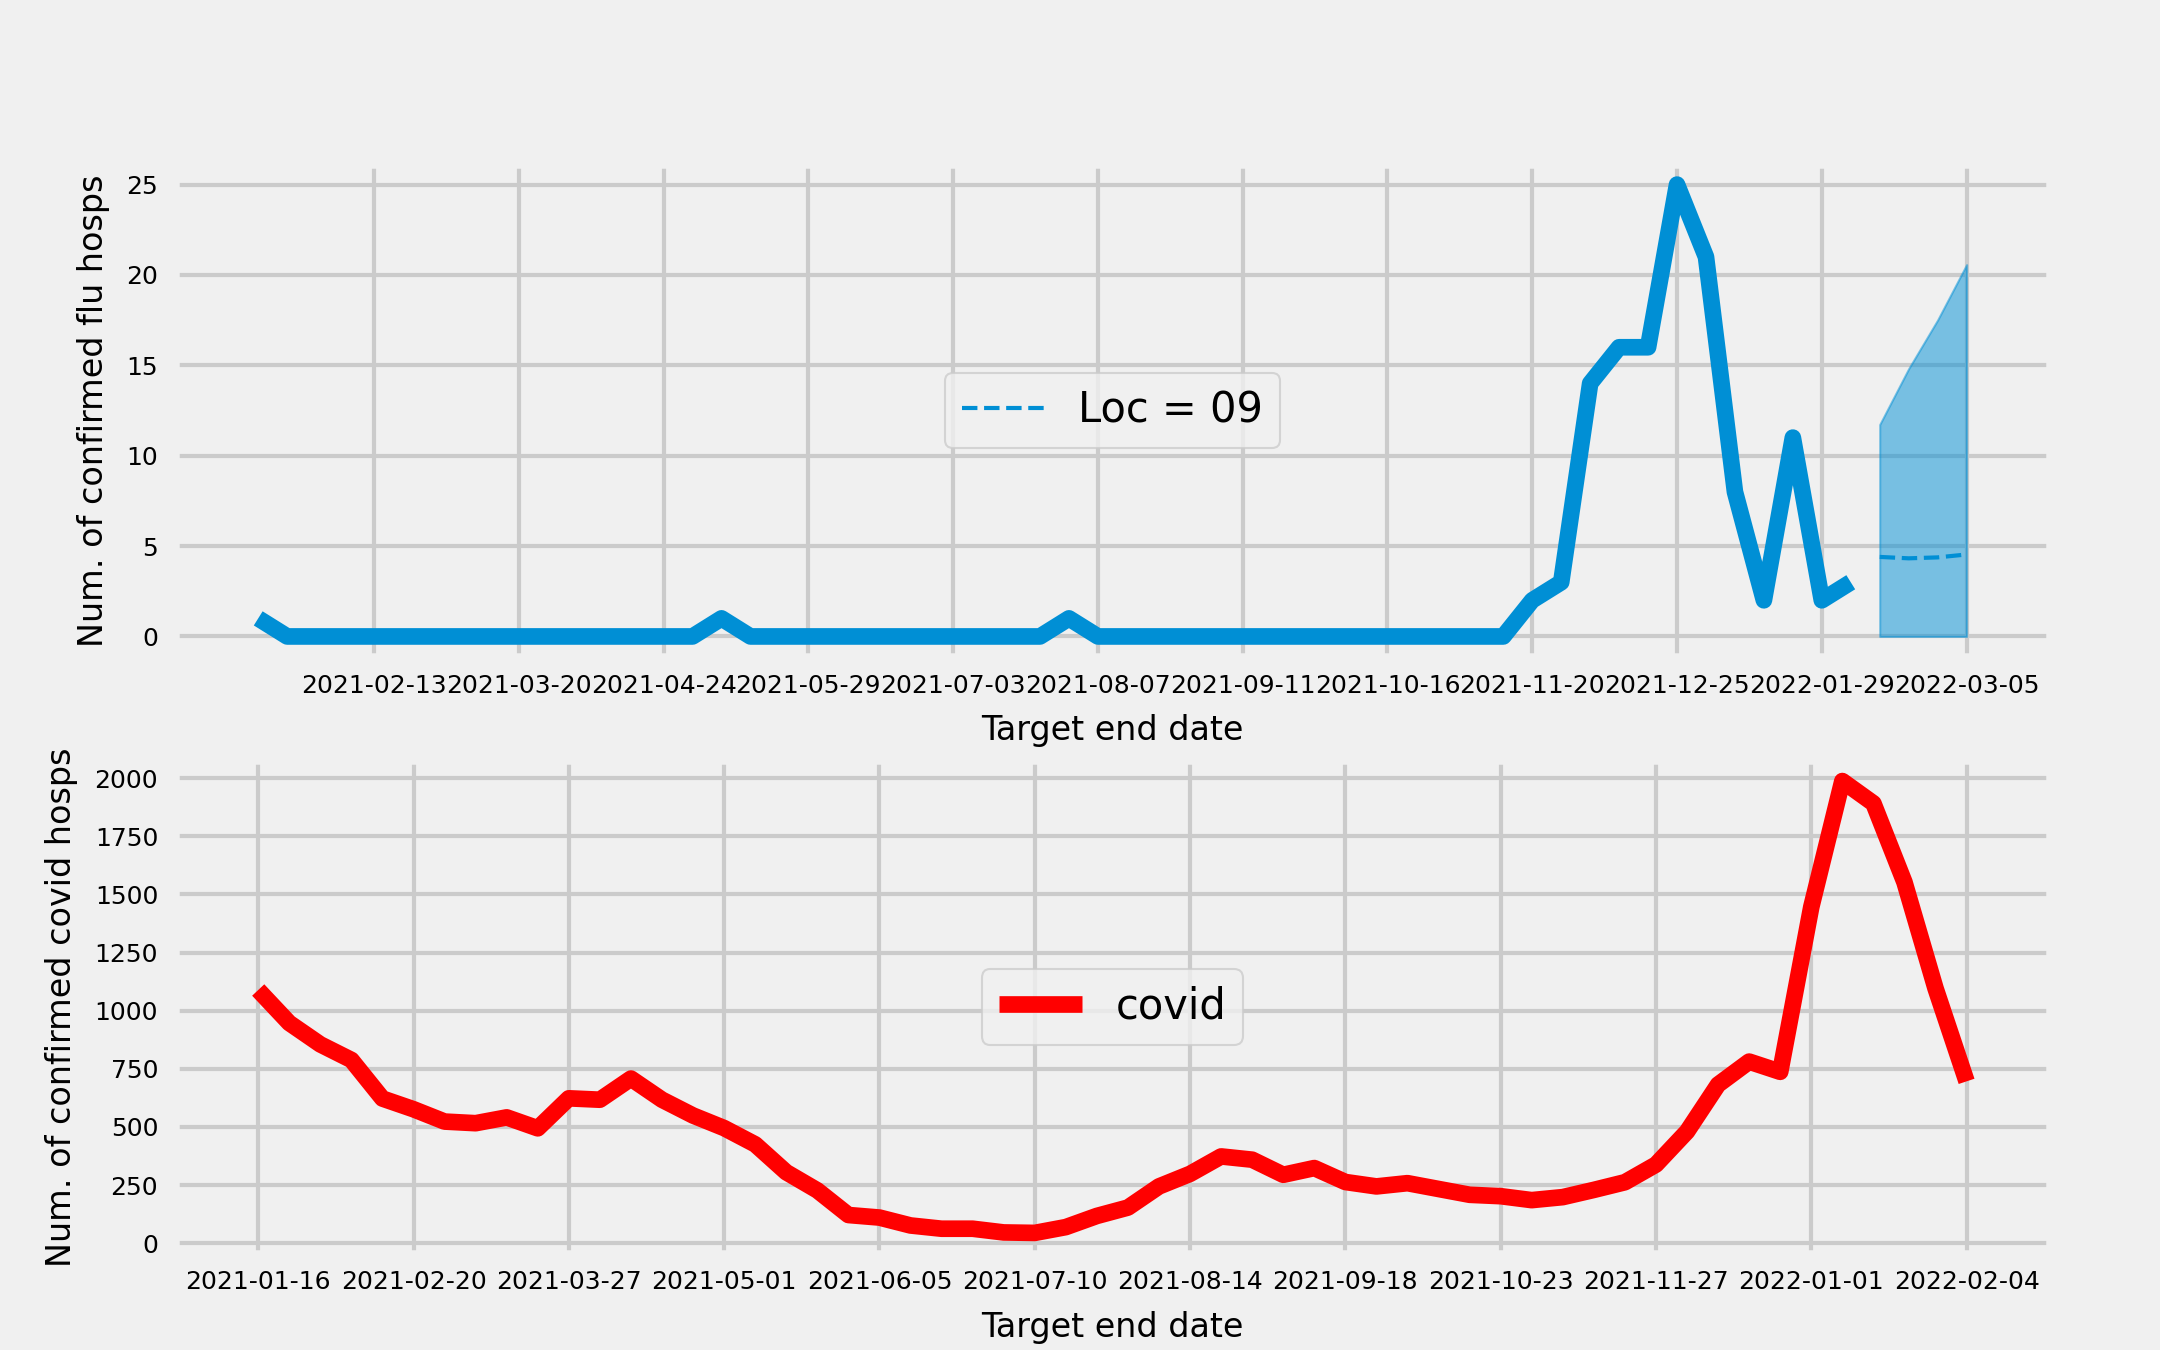 Num. of confirmed flu hosps
25
20
15
10
5
0
Loc = 09
2021-02-13 2021-03-20 2021-04-24 2021-05-29 2021-07-03 2021-08-07 2021-09-11 2021-10-16 2021-11-20 2021-12-25 2022-01-29 2022-03-05
Target end date
Num. of confirmed covid hosps
2000
1750
1500
1250
1000
750
500
250
0
covid
2021-01-16 2021-02-20 2021-03-27 2021-05-01 2021-06-05 2021-07-10 2021-08-14 2021-09-18 2021-10-23 2021-11-27 2022-01-01 2022-02-04
Target end date